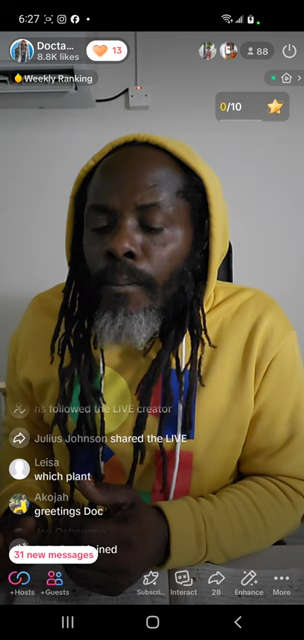 6:27
Docta...
8.8K likes
13
88
Weekly Ranking
0/10
ns followed the LIVE creator
Julius Johnson shared the LIVE
Leisa
which plant
Akojah
greetings Doc
31 new messages
ined
+Hosts
+Guests
Subscri...
Interact
28
Enhance
More